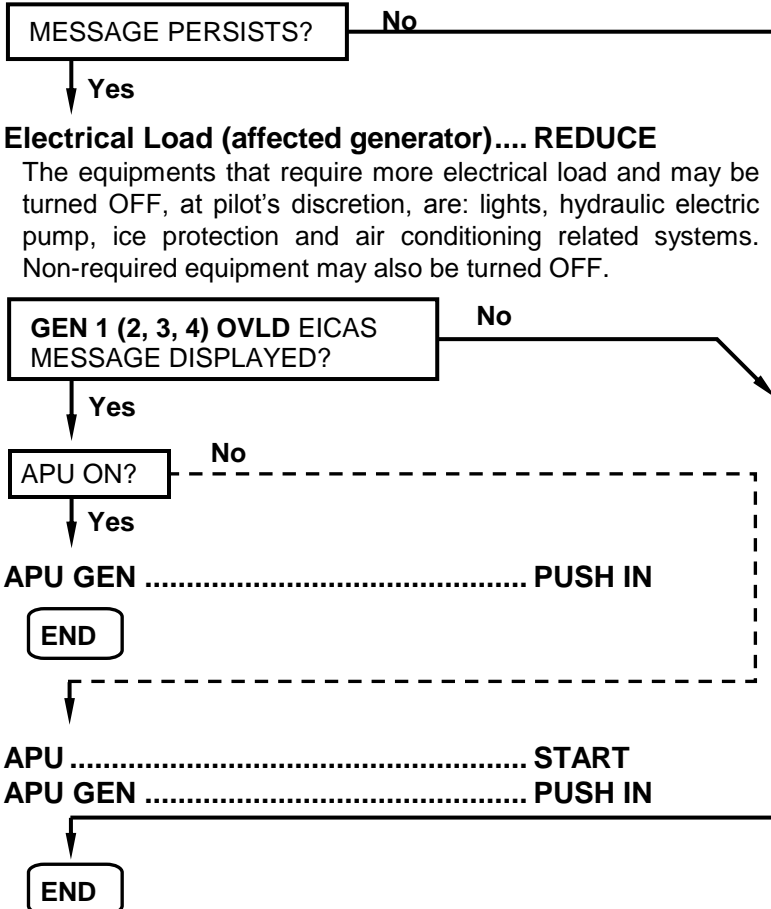 MESSAGE PERSISTS?
No
Yes
Electrical Load (affected generator).... REDUCE
The equipments that require more electrical load and may be
turned OFF, at pilot's discretion, are: lights, hydraulic electric
pump, ice protection and air conditioning related systems.
Non-required equipment may also be turned OFF.
GEN 1 (2, 3, 4) OVLD EICAS
MESSAGE DISPLAYED?
No
Yes
APU ON?
No
Yes
APU GEN .............................................. PUSH IN
END
APU ....................................................... START
APU GEN .............................................. PUSH IN
END